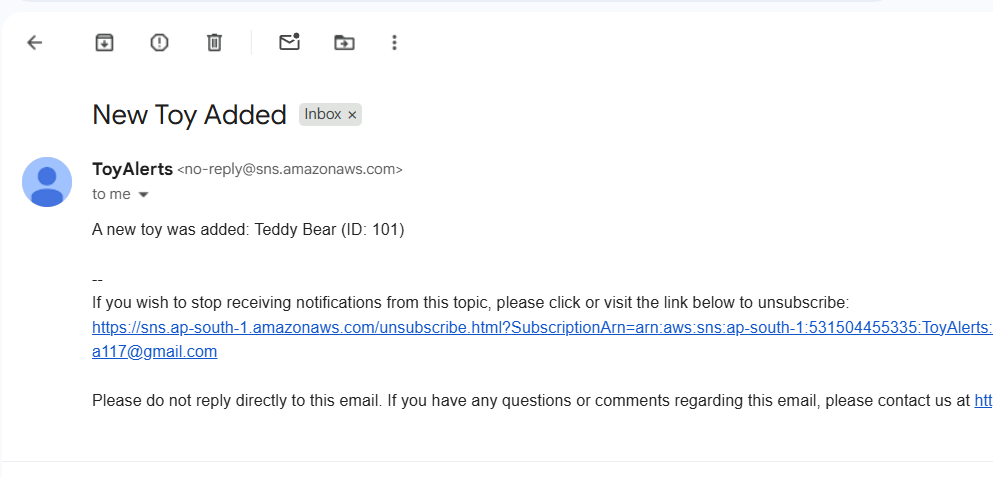 New Toy Added Inbox ×
ToyAlerts <no-reply@sns.amazonaws.com>
to me
A new toy was added: Teddy Bear (ID: 101)
--
If you wish to stop receiving notifications from this topic, please click or visit the link below to unsubscribe:
https://sns.ap-south-1.amazonaws.com/unsubscribe.html?SubscriptionArn=arn:aws:sns:ap-south-1:531504455335:ToyAlerts:
a117@gmail.com
Please do not reply directly to this email. If you have any questions or comments regarding this email, please contact us at htt